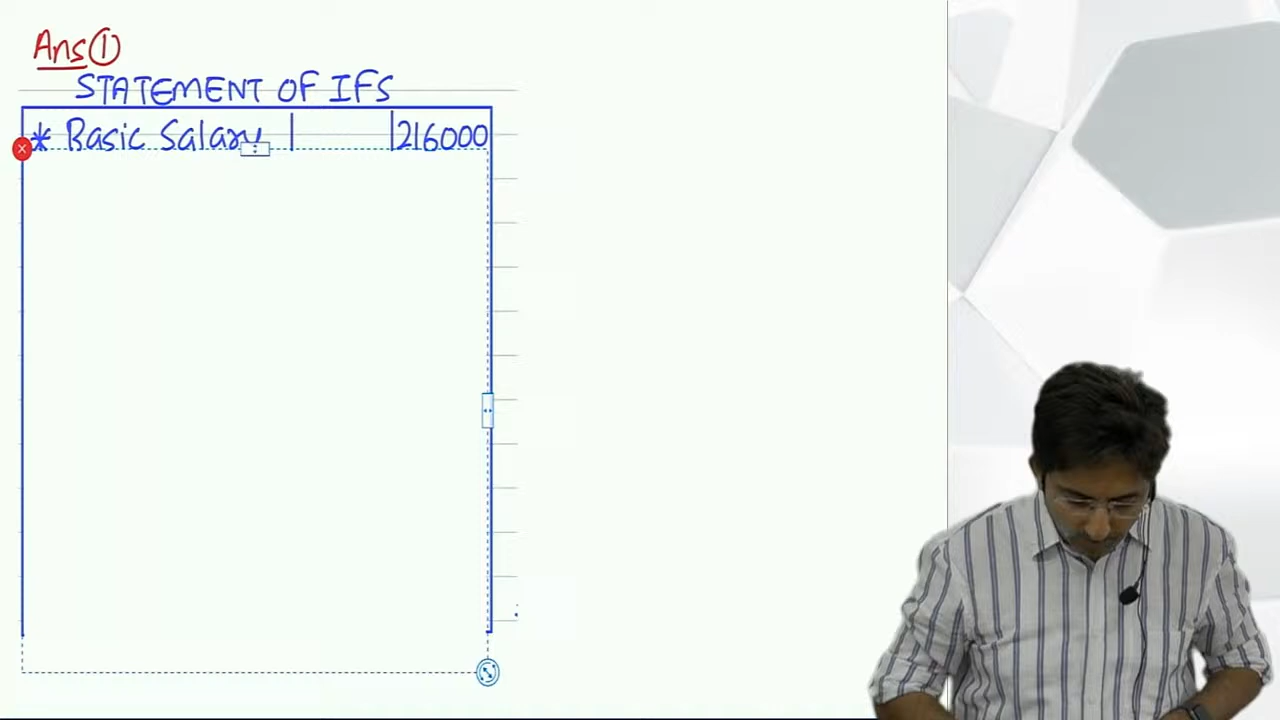 Ans ①
STATEMENT OF IFS
* Basic Salary | | 216000